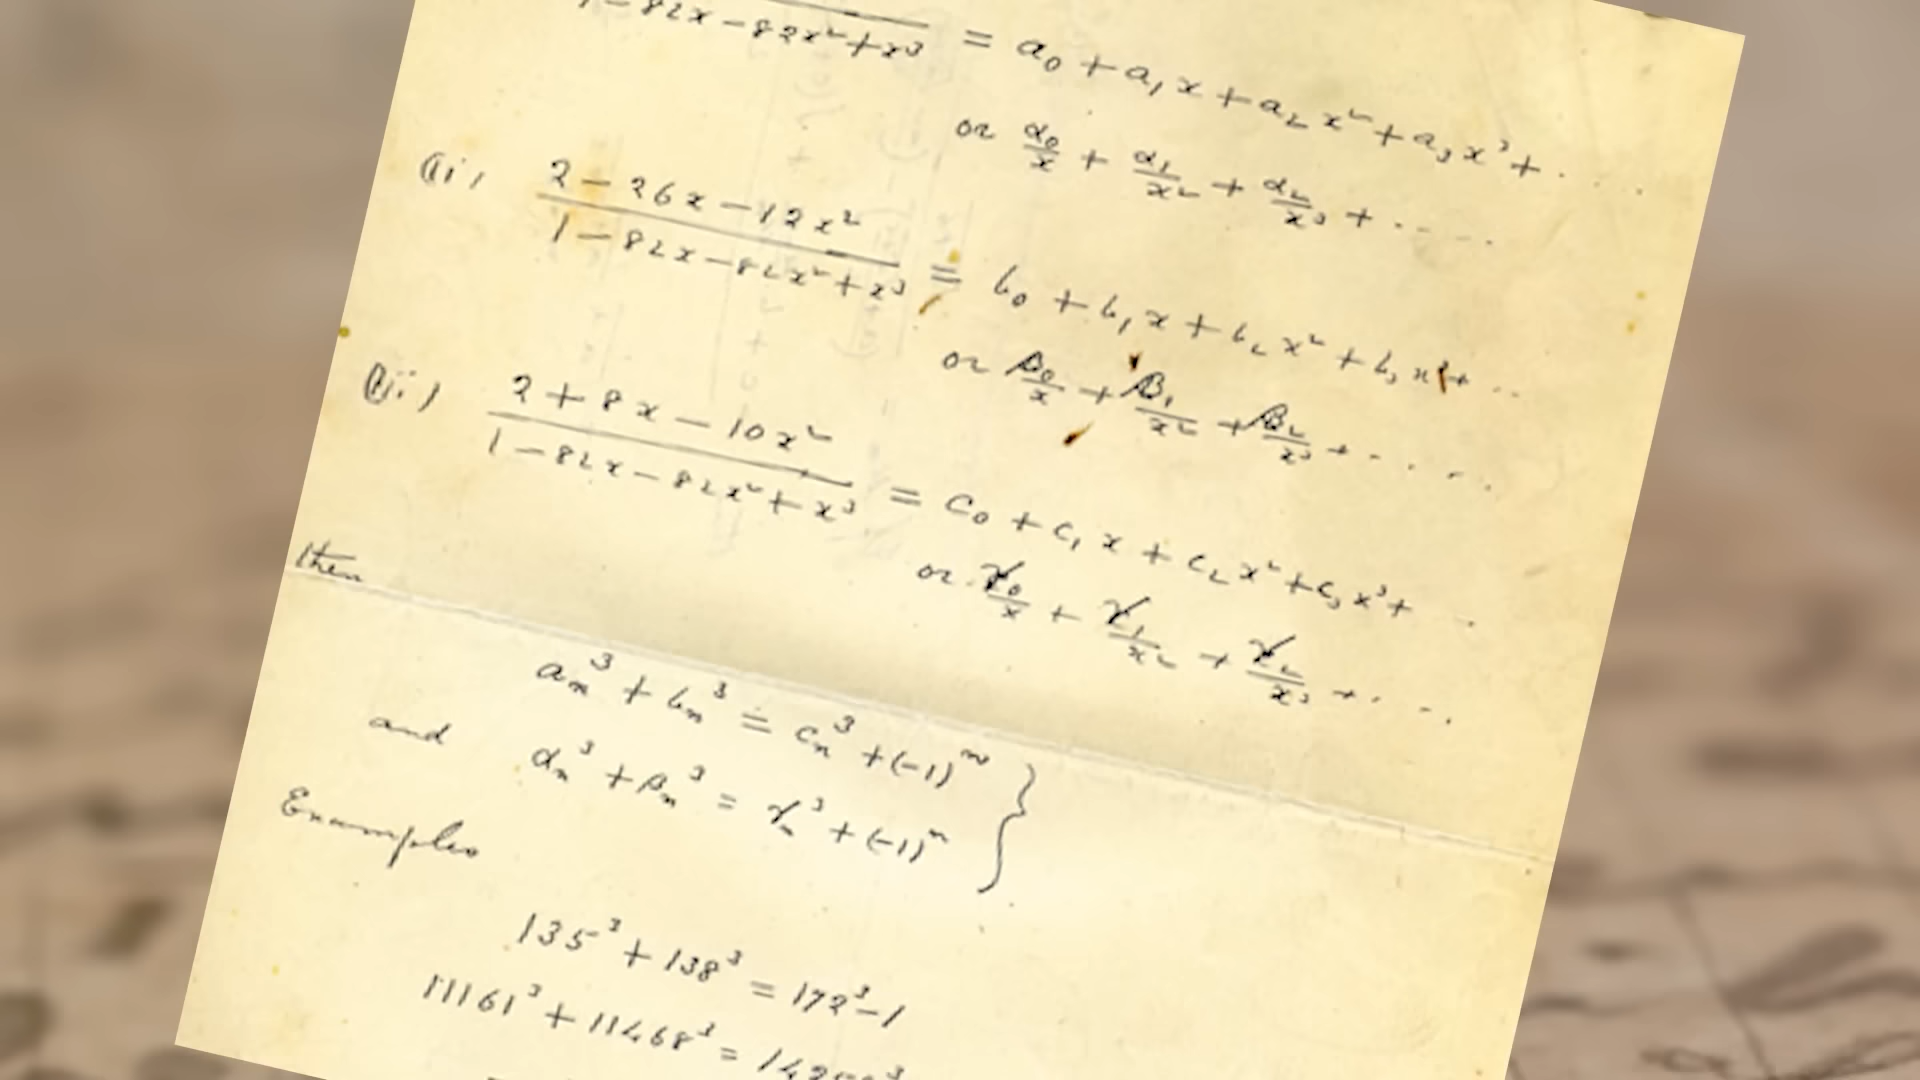 1 − 82x − 82x² + x³ = a₀ + a₁x + a₂x² + a₃x³ + ....
or α₀/x + α₁/x² + α₂/x³ + ....
(ii) (2 − 26x − 12x²)/(1 − 82x − 82x² + x³) = b₀ + b₁x + b₂x² + b₃x³ + ..
or β₀/x + β₁/x² + β₂/x³ + .....
(iii) (2 + 8x − 10x²)/(1 − 82x − 82x² + x³) = c₀ + c₁x + c₂x² + c₃x³ + ..
or γ₀/x + γ₁/x² + γ₂/x³ + ...
then
aₙ³ + bₙ³ = cₙ³ + (−1)ⁿ
and αₙ³ + βₙ³ = γₙ³ + (−1)ⁿ }
Examples
135³ + 138³ = 172³ − 1
11161³ + 11468³ =